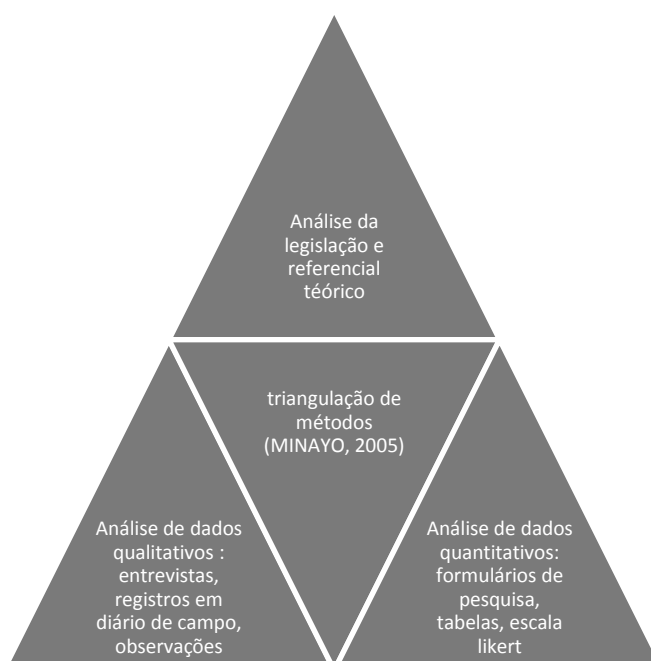 Análise da
legislação e
referencial
téórico
triangulação de
métodos
(MINAYO, 2005)
Análise de dados
qualitativos :
entrevistas,
registros em
diário de campo,
observações
Análise de dados
quantitativos:
formulários de
pesquisa,
tabelas, escala
likert